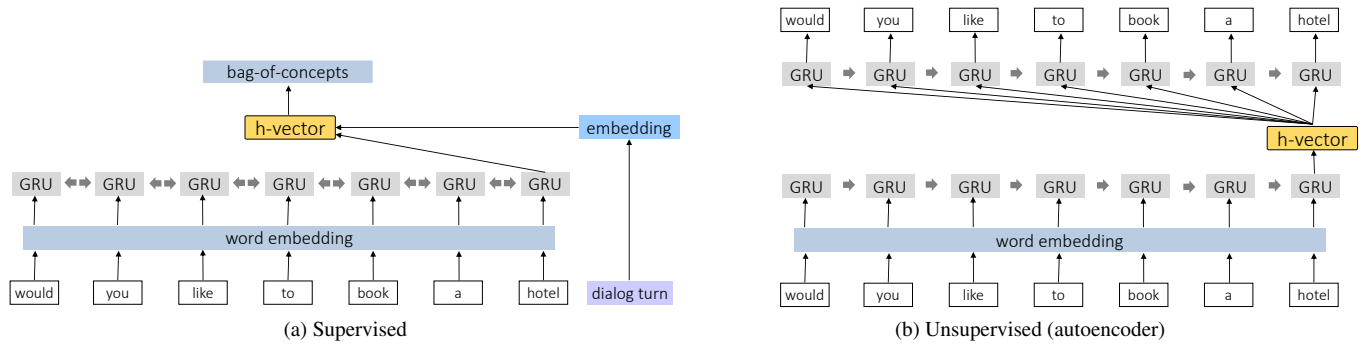 bag-of-concepts
h-vector embedding
GRU GRU GRU GRU GRU GRU GRU
word embedding
would you like to book a hotel dialog turn
(a) Supervised
would you like to book a hotel
GRU GRU GRU GRU GRU GRU GRU
h-vector
GRU GRU GRU GRU GRU GRU GRU
word embedding
would you like to book a hotel
(b) Unsupervised (autoencoder)